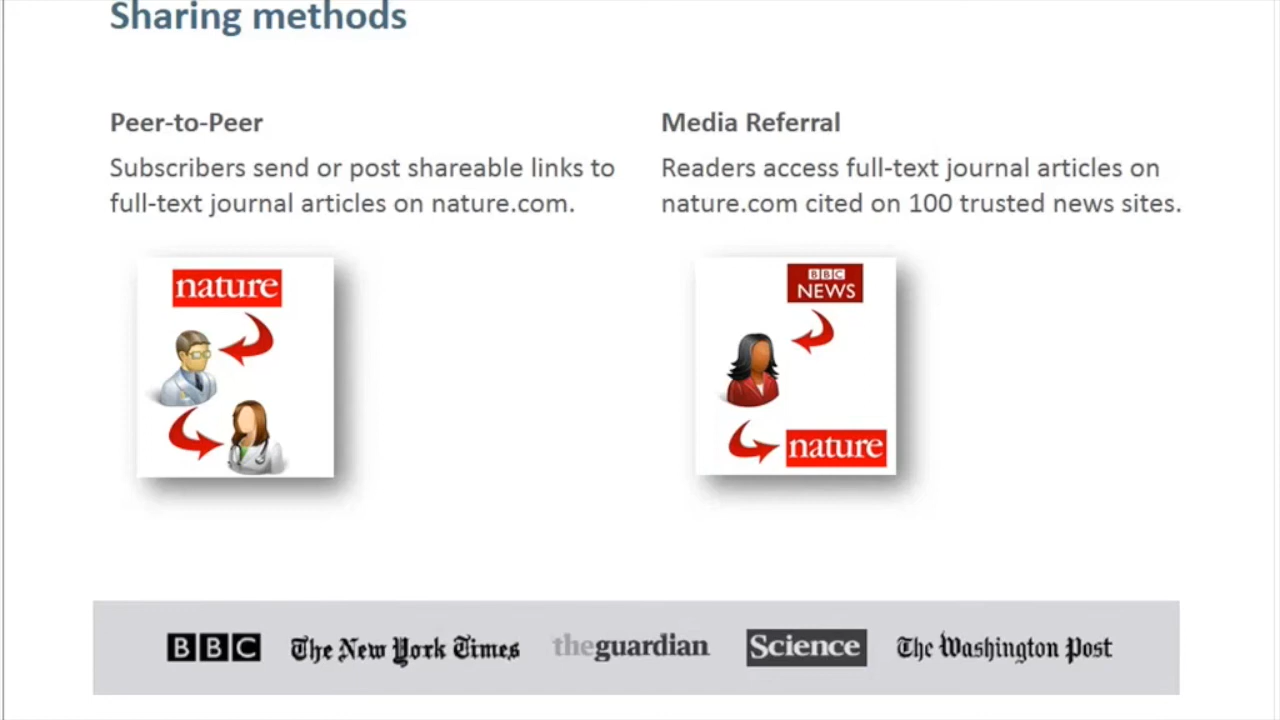 Sharing methods
Peer-to-Peer
Subscribers send or post shareable links to
full-text journal articles on nature.com.
Media Referral
Readers access full-text journal articles on
nature.com cited on 100 trusted news sites.
nature
BBC
NEWS
nature
BBC The New York Times theguardian Science The Washington Post